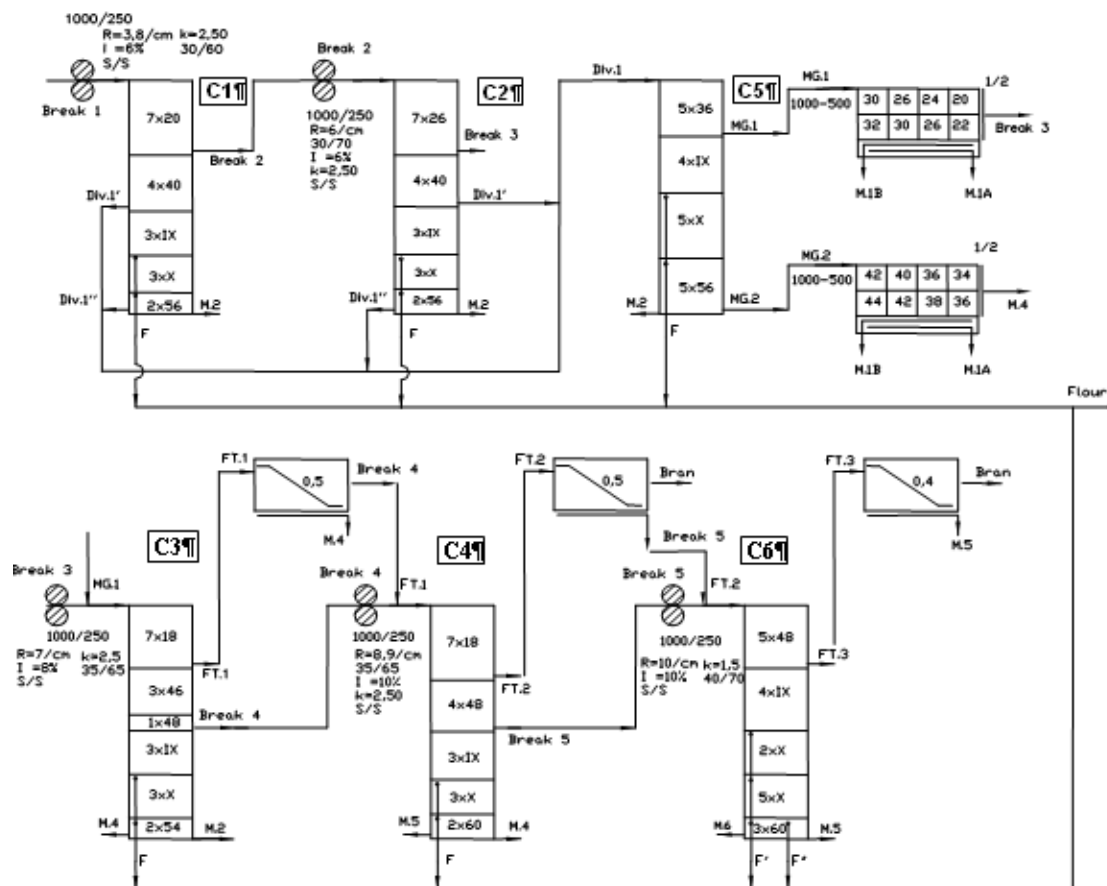 1000/250
R=3,8/cm k=2,50
I =6% 30/60
S/S
Break 1
C1¶
7x20
4x40
3xIX
3xX
2x56
Break 2
Div.1'
Div.1''
M.2
F
Break 2
1000/250
R=6/cm
30/70
I =6%
k=2,50
S/S
C2¶
7x26
4x40
3xIX
3xX
2x56
Break 3
Div.1'
Div.1''
M.2
Div.1
C5¶
5x36
4xIX
5xX
5x56
MG.1
MG.2
M.2
F
MG.1
1000-500
30 26 24 20
32 30 26 22
1/2
Break 3
M.1B
M.1A
MG.2
1000-500
42 40 36 34
44 42 38 36
1/2
M.4
M.1B
M.1A
Flour
Break 3
MG.1
C3¶
1000/250
R=7/cm k=2,5
I =8% 35/65
S/S
7x18
3x46
1x48
3xIX
3xX
2x54
FT.1
Break 4
M.4
M.2
F
FT.1
0,5
Break 4
M.4
Break 4
FT.1
C4¶
1000/250
R=8,9/cm
35/65
I =10%
k=2,50
S/S
7x18
4x48
3xIX
3xX
2x60
FT.2
Break 5
M.5
M.4
F
FT.2
0,5
Bran
Break 5
Break 5
FT.2
C6¶
1000/250
R=10/cm k=1,5
I =10% 40/70
S/S
5x48
4xIX
2xX
5xX
3x60
FT.3
M.6
M.5
F'
F"
FT.3
0,4
Bran
M.5